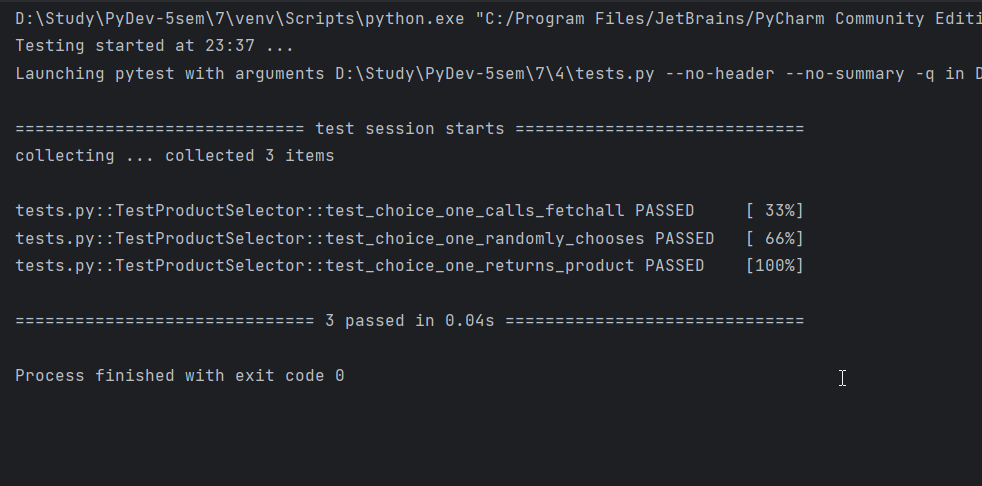 D:\Study\PyDev-5sem\7\venv\Scripts\python.exe "C:/Program Files/JetBrains/PyCharm Community Editi
Testing started at 23:37 ...
Launching pytest with arguments D:\Study\PyDev-5sem\7\4\tests.py --no-header --no-summary -q in D

============================= test session starts =============================
collecting ... collected 3 items

tests.py::TestProductSelector::test_choice_one_calls_fetchall PASSED     [ 33%]
tests.py::TestProductSelector::test_choice_one_randomly_chooses PASSED   [ 66%]
tests.py::TestProductSelector::test_choice_one_returns_product PASSED    [100%]

============================== 3 passed in 0.04s ==============================

Process finished with exit code 0